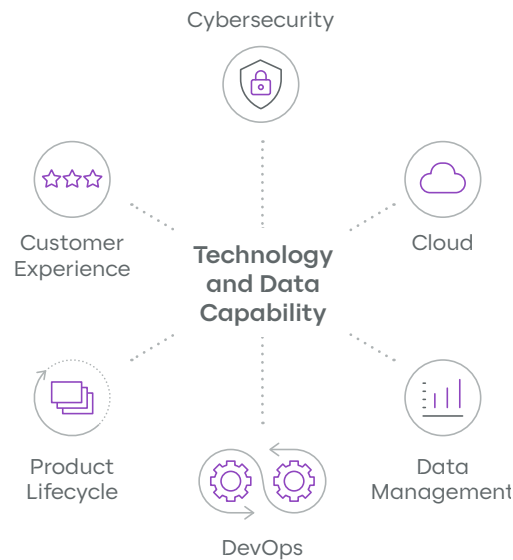 Cybersecurity
Customer
Experience
Cloud
Technology
and Data
Capability
Product
Lifecycle
Data
Management
DevOps